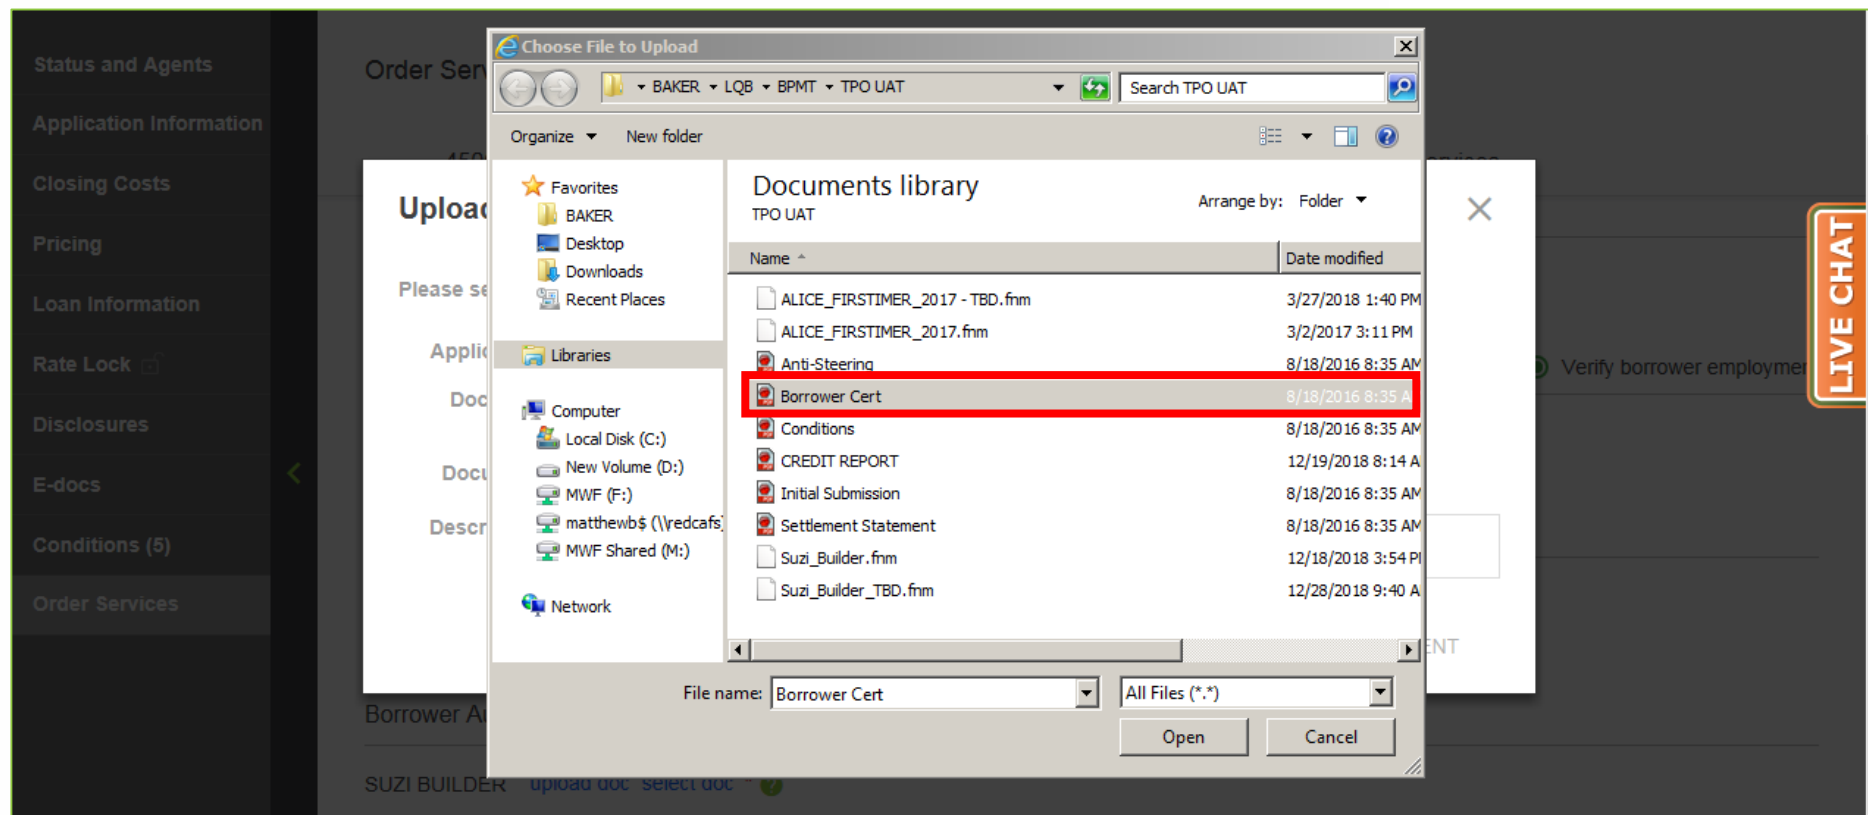 Status and Agents
Application Information
Closing Costs
Pricing
Loan Information
Rate Lock
Disclosures
E-docs
Conditions (5)
Order Services
Order Serv
Upload
Please se
Applic
Doc
Docu
Descr
Borrower Au
SUZI BUILDER upload doc select doc *
Verify borrower employmen
LIVE CHAT
Choose File to Upload
BAKER LQB BPMT TPO UAT
Search TPO UAT
Organize New folder
Favorites
BAKER
Desktop
Downloads
Recent Places
Libraries
Computer
Local Disk (C:)
New Volume (D:)
MWF (F:)
matthewb$ (\\redcafs)
MWF Shared (M:)
Network
Documents library
TPO UAT
Arrange by: Folder
Name Date modified
ALICE_FIRSTIMER_2017 - TBD.fnm 3/27/2018 1:40 PM
ALICE_FIRSTIMER_2017.fnm 3/2/2017 3:11 PM
Anti-Steering 8/18/2016 8:35 AM
Borrower Cert 8/18/2016 8:35 A
Conditions 8/18/2016 8:35 AM
CREDIT REPORT 12/19/2018 8:14 A
Initial Submission 8/18/2016 8:35 AM
Settlement Statement 8/18/2016 8:35 AM
Suzi_Builder.fnm 12/18/2018 3:54 P
Suzi_Builder_TBD.fnm 12/28/2018 9:40 A
File name: Borrower Cert All Files (*.*)
Open Cancel
ENT